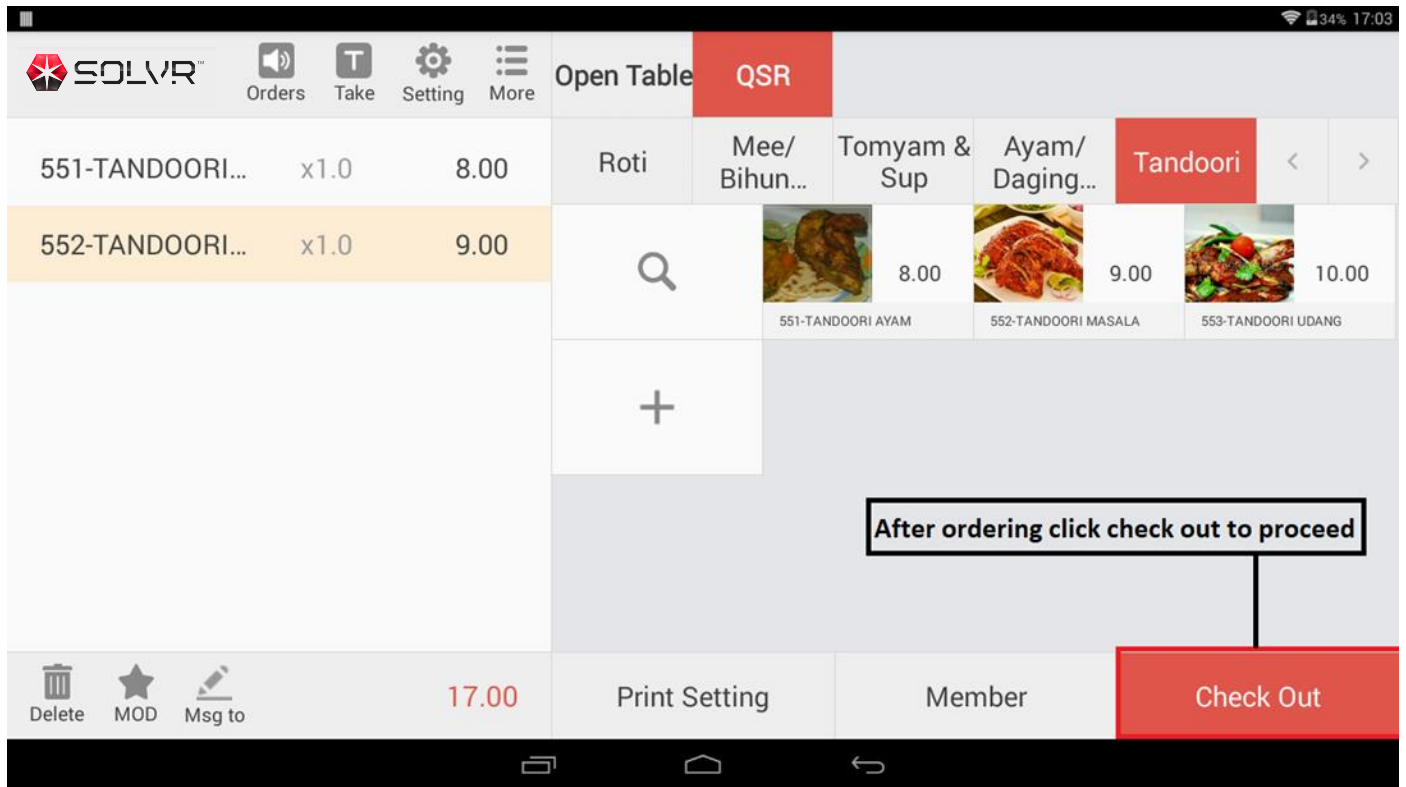 34% 17:03
SOLVR™
Orders
Take
Setting
More
Open Table
QSR
551-TANDOORI... x1.0 8.00
552-TANDOORI... x1.0 9.00
Roti
Mee/
Bihun...
Tomyam &
Sup
Ayam/
Daging...
Tandoori
<
>
8.00
551-TANDOORI AYAM
9.00
552-TANDOORI MASALA
10.00
553-TANDOORI UDANG
After ordering click check out to proceed
Delete
MOD
Msg to
17.00
Print Setting
Member
Check Out